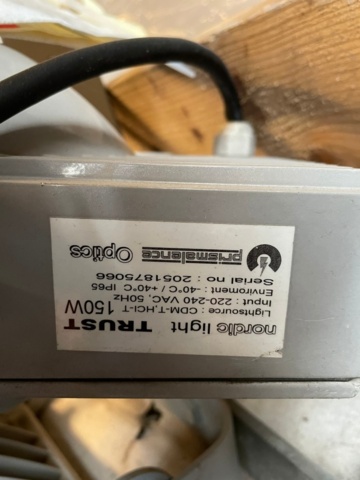 nordic light TRUST
Lightsource : CDM-T,HCI-T 150W
Input : 220-240 VAC, 50Hz
Enviroment : -40°C / +40°C IP65
Serial no : 2051875066
prismalence Optics